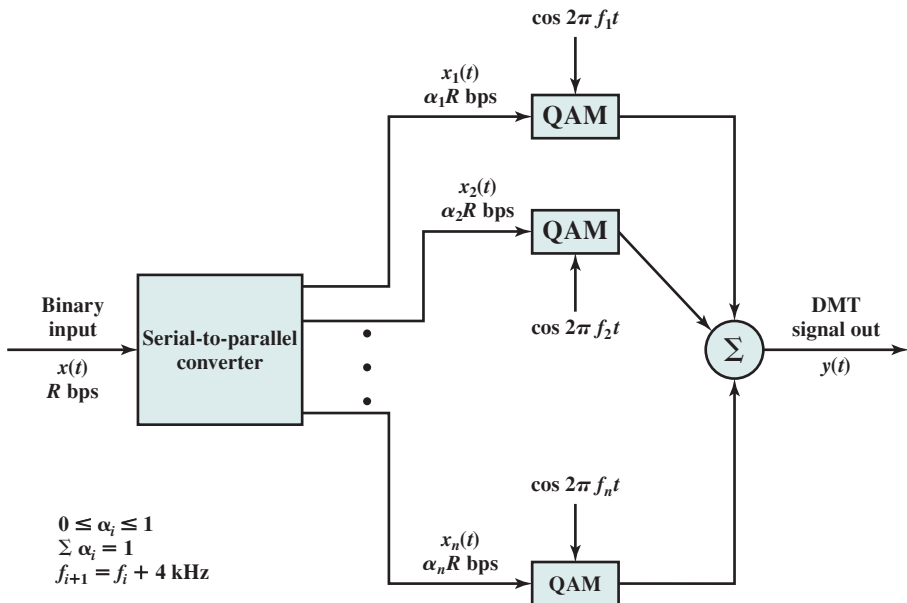 cos 2π f₁t
x₁(t)
α₁R bps
QAM
x₂(t)
α₂R bps
QAM
cos 2π f₂t
Binary
input
x(t)
R bps
Serial-to-parallel
converter
Σ
DMT
signal out
y(t)
cos 2π fₙt
xₙ(t)
αₙR bps
QAM
0 ≤ αᵢ ≤ 1
Σ αᵢ = 1
fᵢ₊₁ = fᵢ + 4 kHz